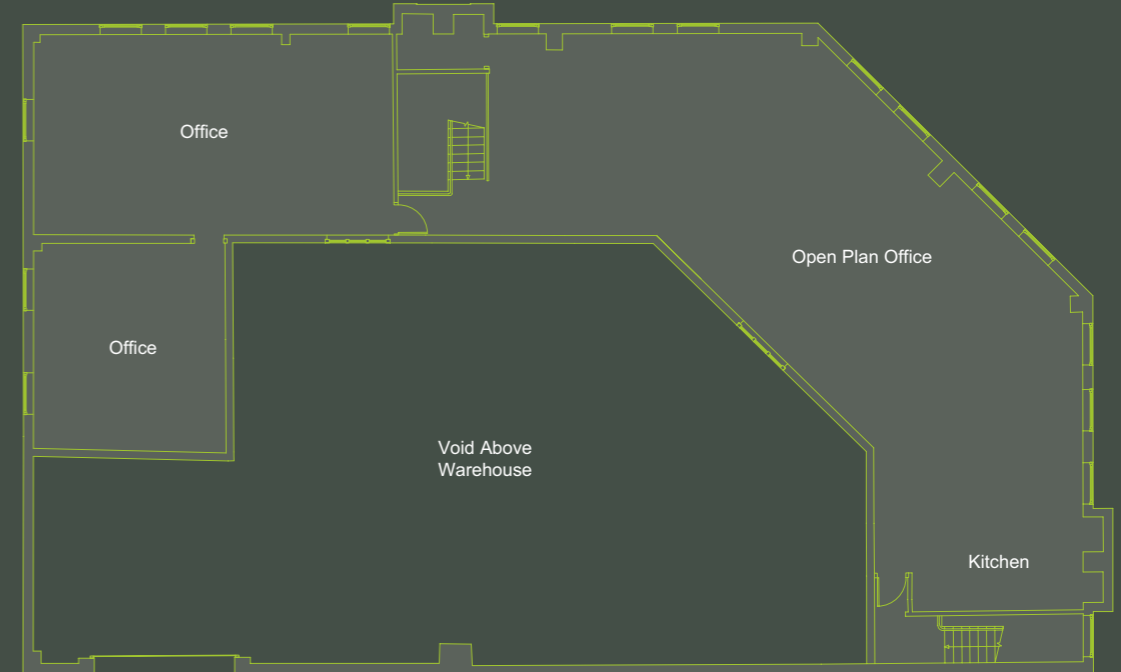 Office
Open Plan Office
Office
Void Above
Warehouse
Kitchen